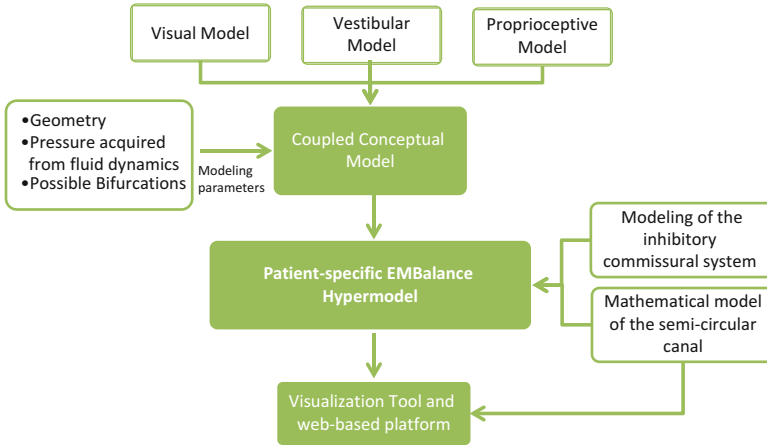 Visual Model
Vestibular
Model
Proprioceptive
Model
•Geometry
•Pressure acquired
from fluid dynamics
•Possible Bifurcations
Modeling
parameters
Coupled Conceptual
Model
Patient-specific EMBalance
Hypermodel
Modeling of the
inhibitory
commissural system
Mathematical model
of the semi-circular
canal
Visualization Tool and
web-based platform